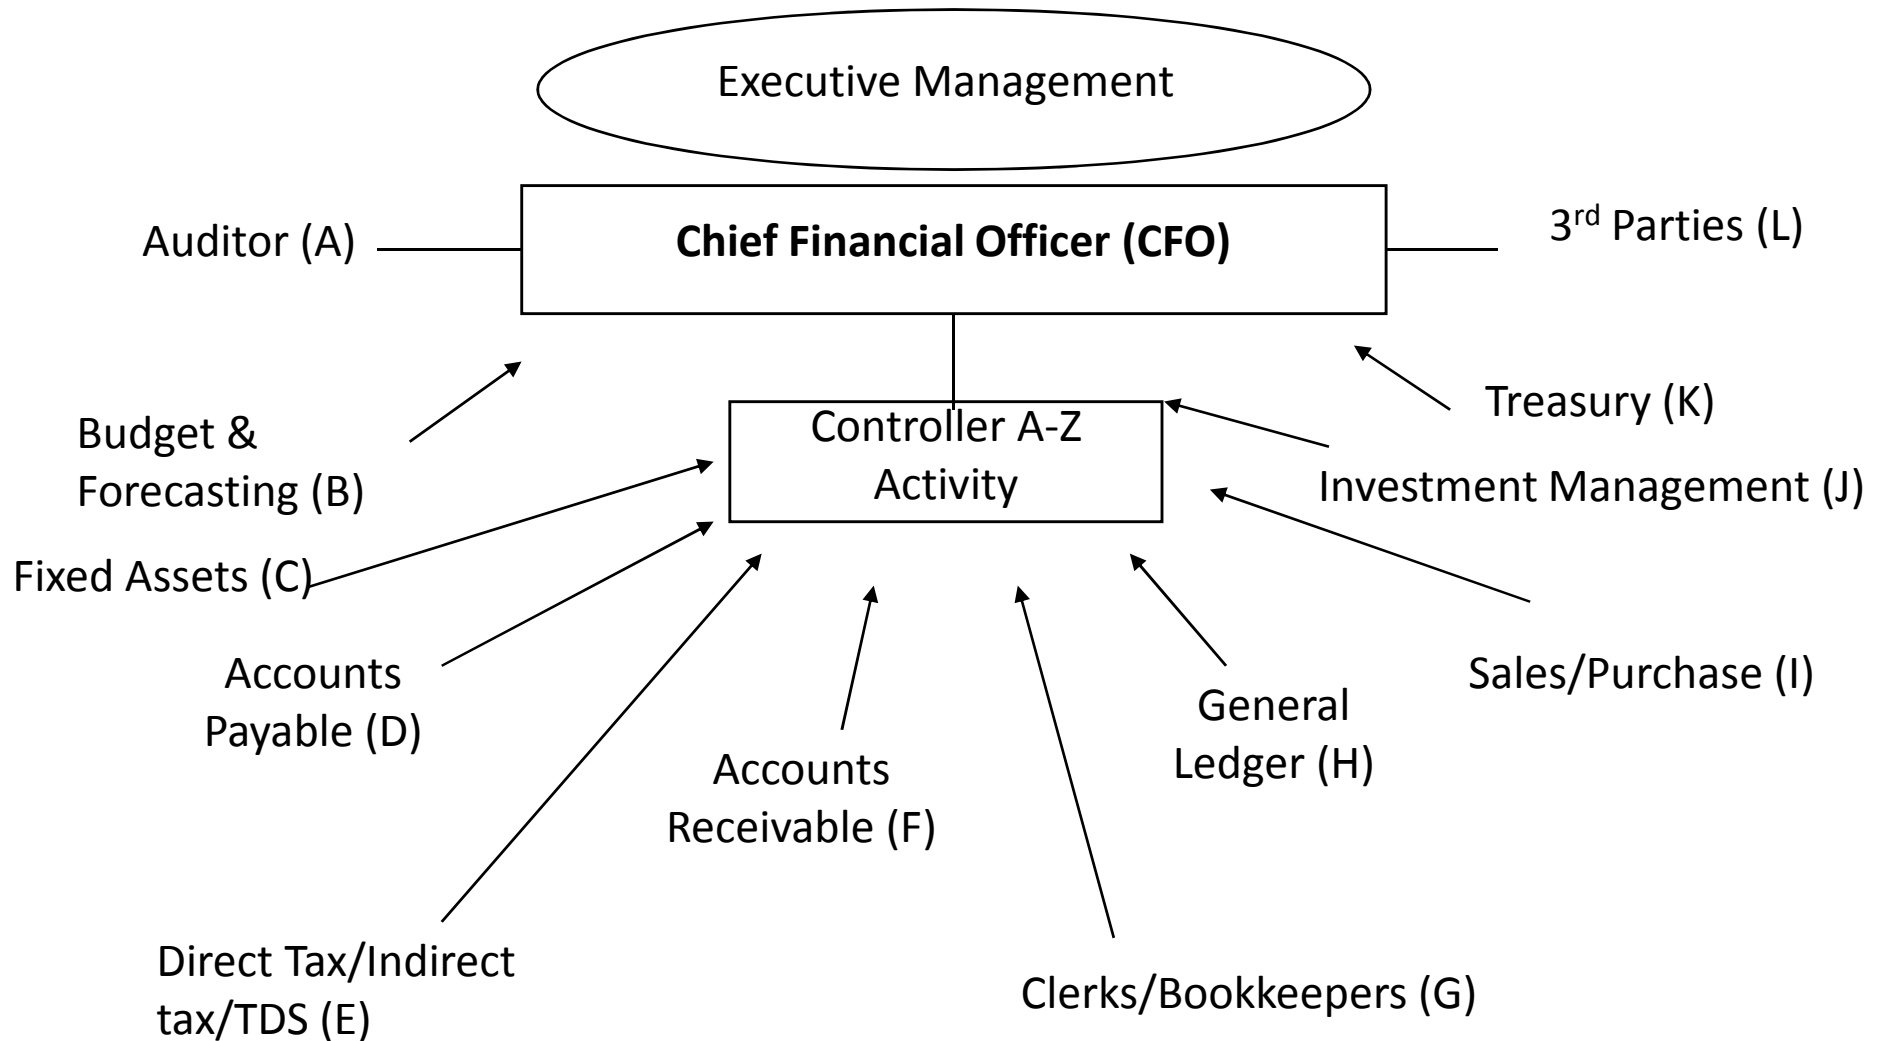 Executive Management
Auditor (A)
Chief Financial Officer (CFO)
3rd Parties (L)
Budget &
Forecasting (B)
Controller A-Z
Activity
Treasury (K)
Investment Management (J)
Fixed Assets (C)
Accounts
Payable (D)
Accounts
Receivable (F)
General
Ledger (H)
Sales/Purchase (I)
Direct Tax/Indirect
tax/TDS (E)
Clerks/Bookkeepers (G)